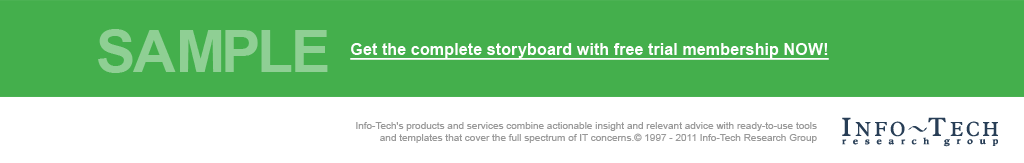 SAMPLE
Get the complete storyboard with free trial membership NOW!
Info-Tech's products and services combine actionable insight and relevant advice with ready-to-use tools
and templates that cover the full spectrum of IT concerns.© 1997 - 2011 Info-Tech Research Group
INFO~TECH
research group